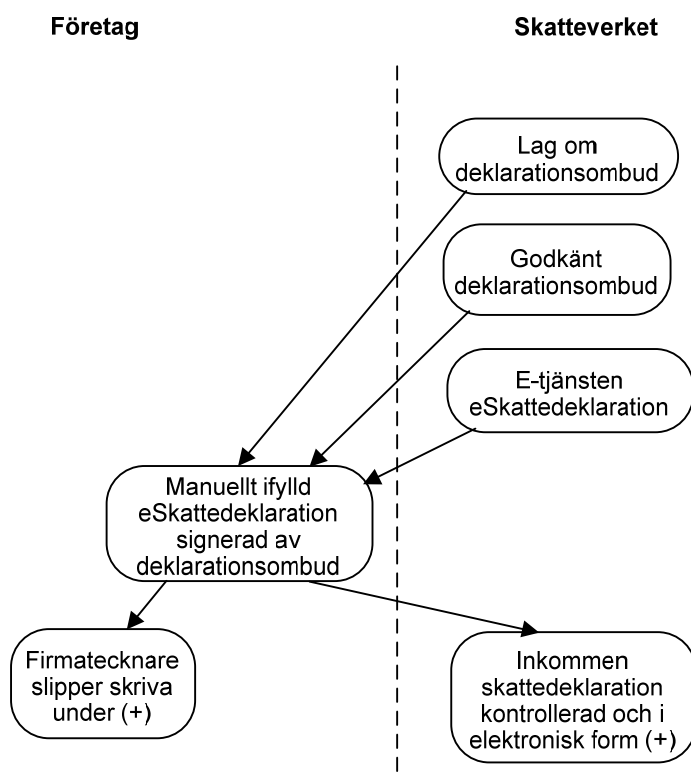 Företag
Skatteverket
Lag om
deklarationsombud
Godkänt
deklarationsombud
E-tjänsten
eSkattedeklaration
Manuellt ifylld
eSkattedeklaration
signerad av
deklarationsombud
Firmatecknare
slipper skriva
under (+)
Inkommen
skattedeklaration
kontrollerad och i
elektronisk form (+)